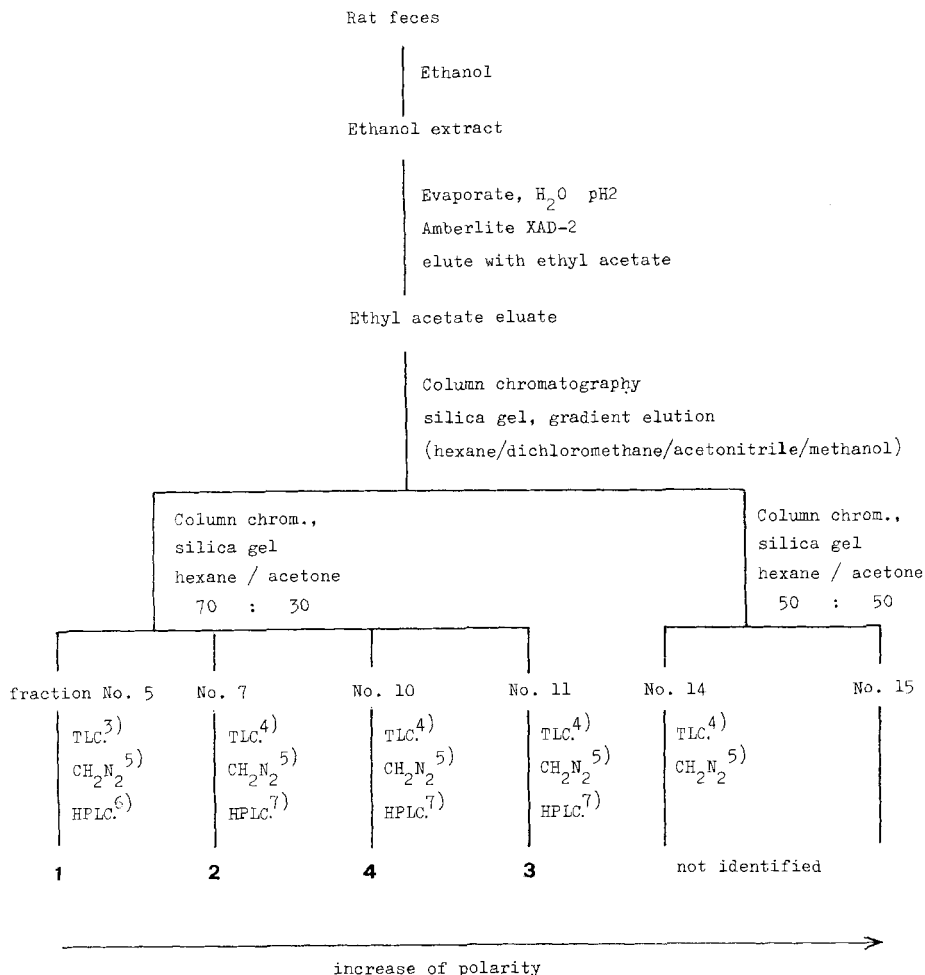 Rat feces
Ethanol
Ethanol extract
Evaporate, H2O pH2
Amberlite XAD-2
elute with ethyl acetate
Ethyl acetate eluate
Column chromatography
silica gel, gradient elution
(hexane/dichloromethane/acetonitrile/methanol)
Column chrom.,
silica gel
hexane / acetone
70 : 30
Column chrom.,
silica gel
hexane / acetone
50 : 50
fraction No. 5 No. 7 No. 10 No. 11 No. 14 No. 15
TLC.3) TLC.4) TLC.4) TLC.4) TLC.4)
CH2N2 5) CH2N2 5) CH2N2 5) CH2N2 5) CH2N2 5)
HPLC.6) HPLC.7) HPLC.7) HPLC.7)
1 2 4 3 not identified
increase of polarity